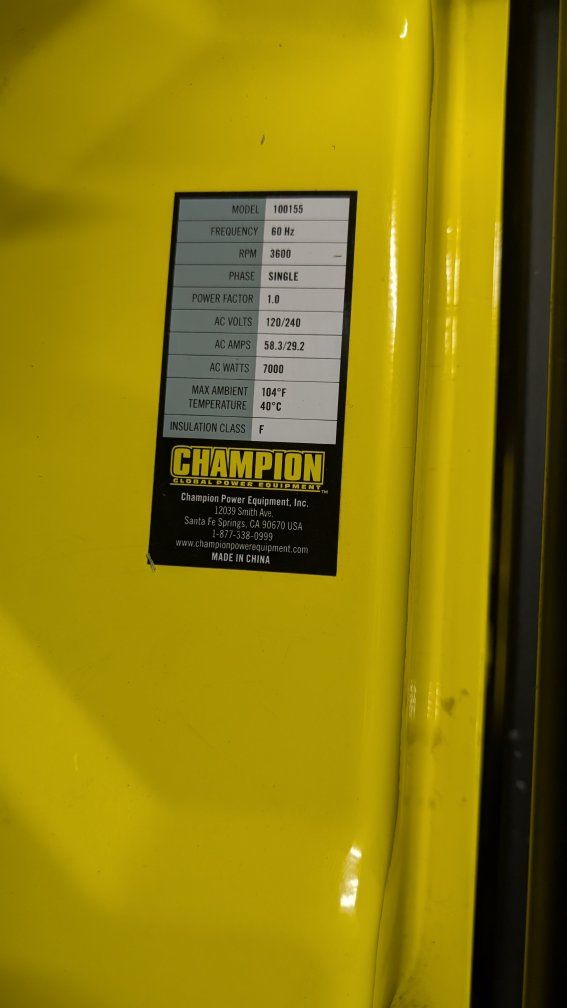 MODEL 100155
FREQUENCY 60 Hz
RPM 3600
PHASE SINGLE
POWER FACTOR 1.0
AC VOLTS 120/240
AC AMPS 58.3/29.2
AC WATTS 7000
MAX AMBIENT 104°F
TEMPERATURE 40°C
INSULATION CLASS F
CHAMPION
GLOBAL POWER EQUIPMENT™
Champion Power Equipment, Inc.
12039 Smith Ave.
Santa Fe Springs, CA 90670 USA
1-877-338-0999
www.championpowerequipment.com
MADE IN CHINA